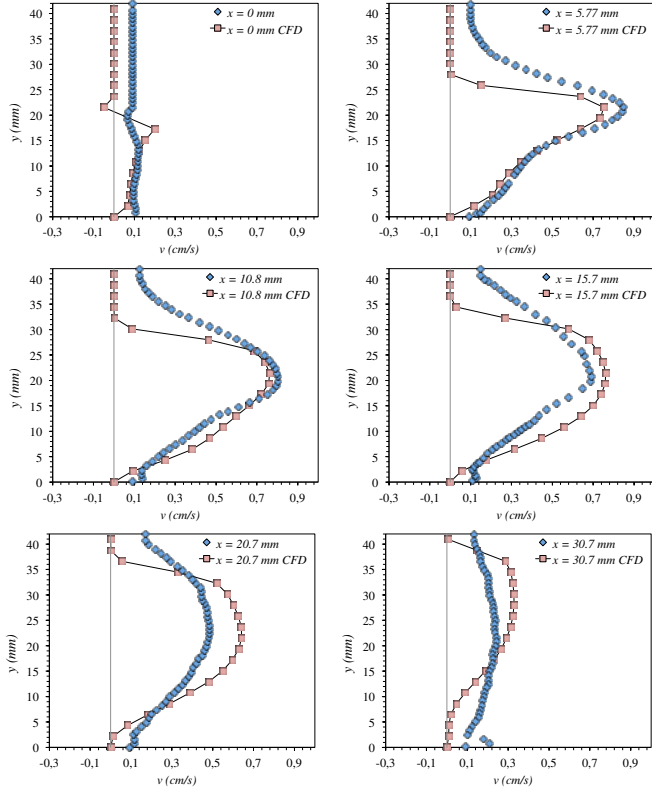 40
35
30
25
20
15
10
5
0
y (mm)
x = 0 mm
x = 0 mm CFD
-0,3 -0,1 0,1 0,3 0,5 0,7 0,9
v (cm/s)
40
35
30
25
20
15
10
5
0
y (mm)
x = 5.77 mm
x = 5.77 mm CFD
-0,3 -0,1 0,1 0,3 0,5 0,7 0,9
v (cm/s)
40
35
30
25
20
15
10
5
0
y (mm)
x = 10.8 mm
x = 10.8 mm CFD
-0,3 -0,1 0,1 0,3 0,5 0,7 0,9
v (cm/s)
40
35
30
25
20
15
10
5
0
y (mm)
x = 15.7 mm
x = 15.7 mm CFD
-0,3 -0,1 0,1 0,3 0,5 0,7 0,9
v (cm/s)
40
35
30
25
20
15
10
5
0
y (mm)
x = 20.7 mm
x = 20.7 mm CFD
-0,3 -0,1 0,1 0,3 0,5 0,7 0,9
v (cm/s)
40
35
30
25
20
15
10
5
0
y (mm)
x = 30.7 mm
x = 30.7 mm CFD
-0,3 -0,1 0,1 0,3 0,5 0,7 0,9
v (cm/s)